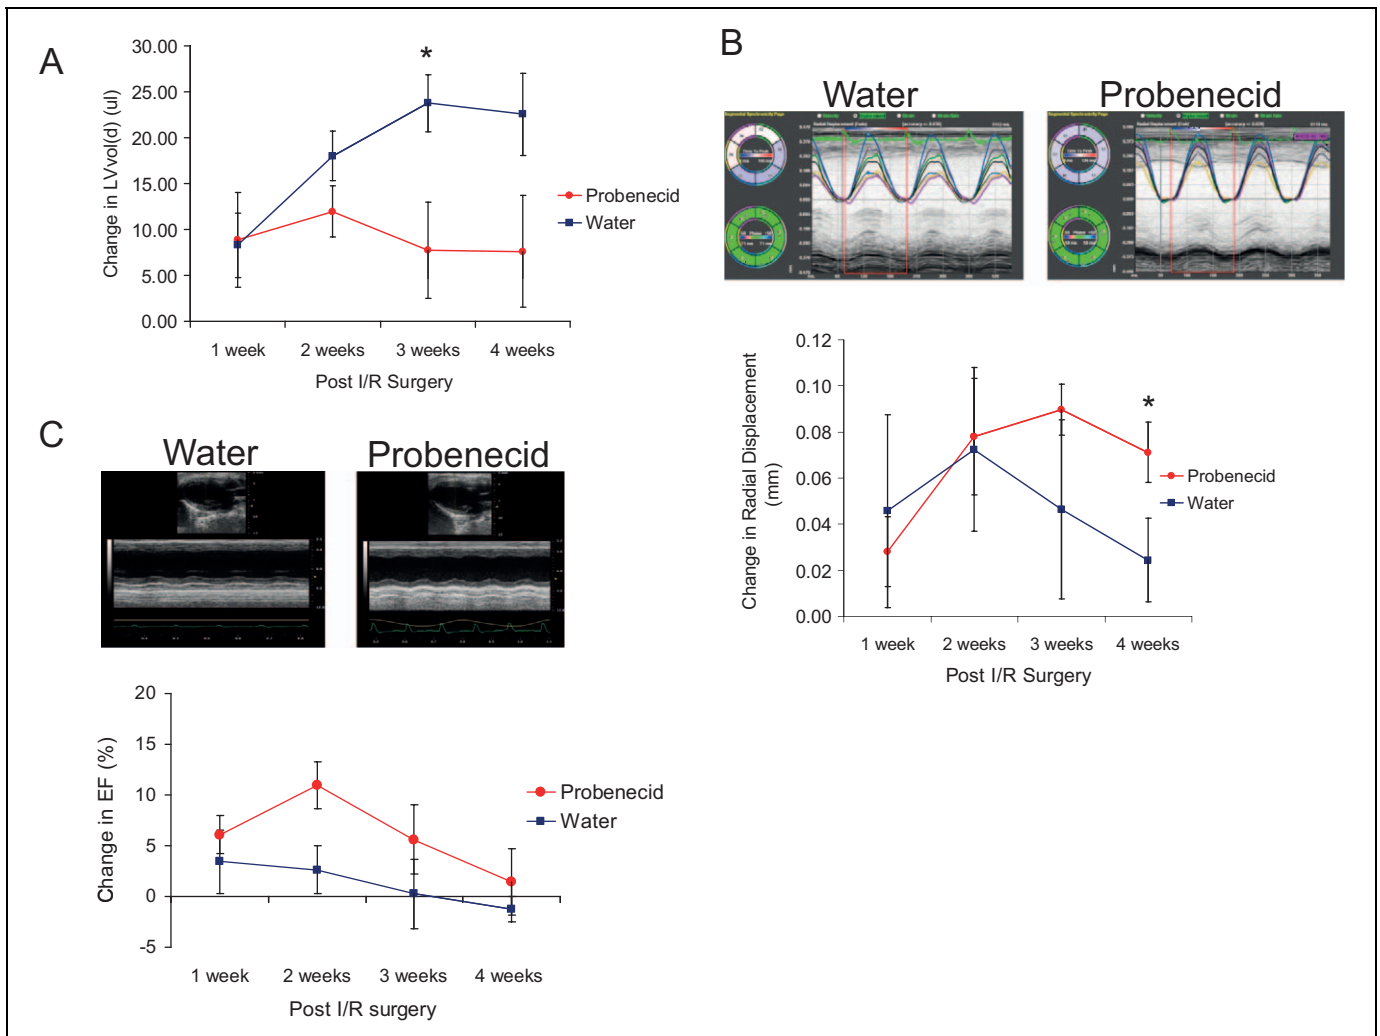 A
Change in LVvol(d) (ul)
30.00
25.00
20.00
15.00
10.00
5.00
0.00
*
Probenecid
Water
1 week 2 weeks 3 weeks 4 weeks
Post I/R Surgery
B
Water Probenecid
Change in Radial Displacement
(mm)
0.12
0.10
0.08
0.06
0.04
0.02
0.00
*
Probenecid
Water
1 week 2 weeks 3 weeks 4 weeks
Post I/R Surgery
C
Water Probenecid
Change in EF (%)
20
15
10
5
0
-5
Probenecid
Water
1 week 2 weeks 3 weeks 4 weeks
Post I/R surgery